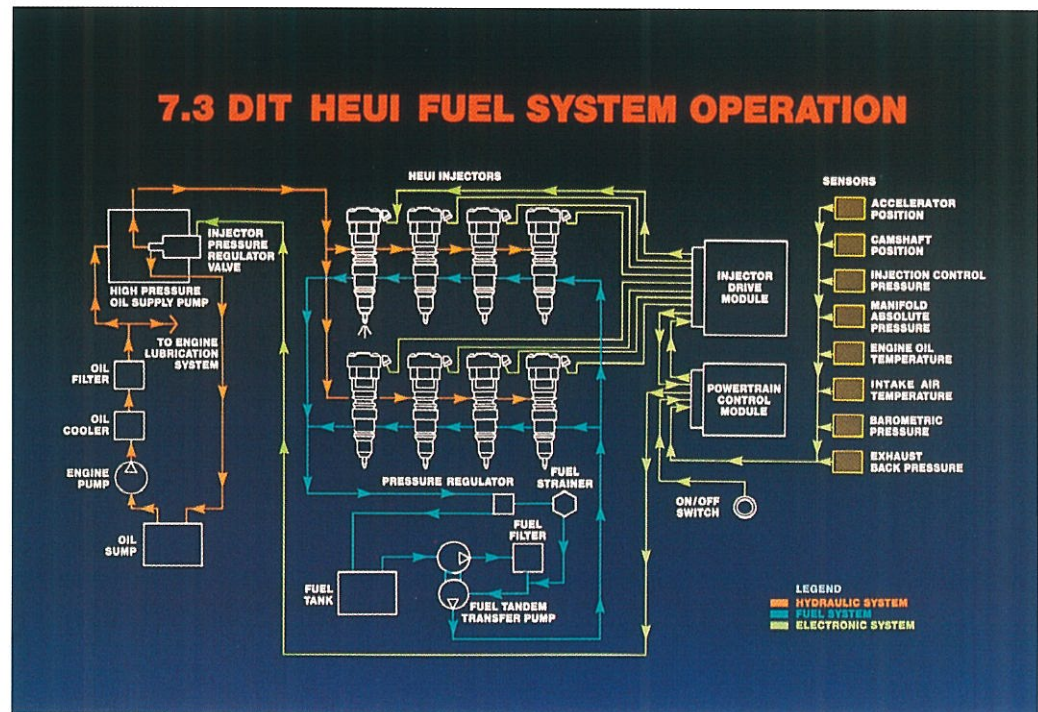 7.3 DIT HEUI FUEL SYSTEM OPERATION
HEUI INJECTORS
SENSORS
ACCELERATOR
POSITION
CAMSHAFT
POSITION
INJECTION CONTROL
PRESSURE
MANIFOLD
ABSOLUTE
PRESSURE
ENGINE OIL
TEMPERATURE
INTAKE AIR
TEMPERATURE
BAROMETRIC
PRESSURE
EXHAUST
BACK PRESSURE
INJECTOR
PRESSURE
REGULATOR
VALVE
HIGH PRESSURE
OIL SUPPLY PUMP
TO ENGINE
LUBRICATION
SYSTEM
OIL
FILTER
OIL
COOLER
ENGINE
PUMP
OIL
SUMP
INJECTOR
DRIVE
MODULE
POWERTRAIN
CONTROL
MODULE
ON/OFF
SWITCH
PRESSURE REGULATOR
FUEL
STRAINER
FUEL
FILTER
FUEL
TANK
FUEL TANDEM
TRANSFER PUMP
LEGEND
HYDRAULIC SYSTEM
FUEL SYSTEM
ELECTRONIC SYSTEM